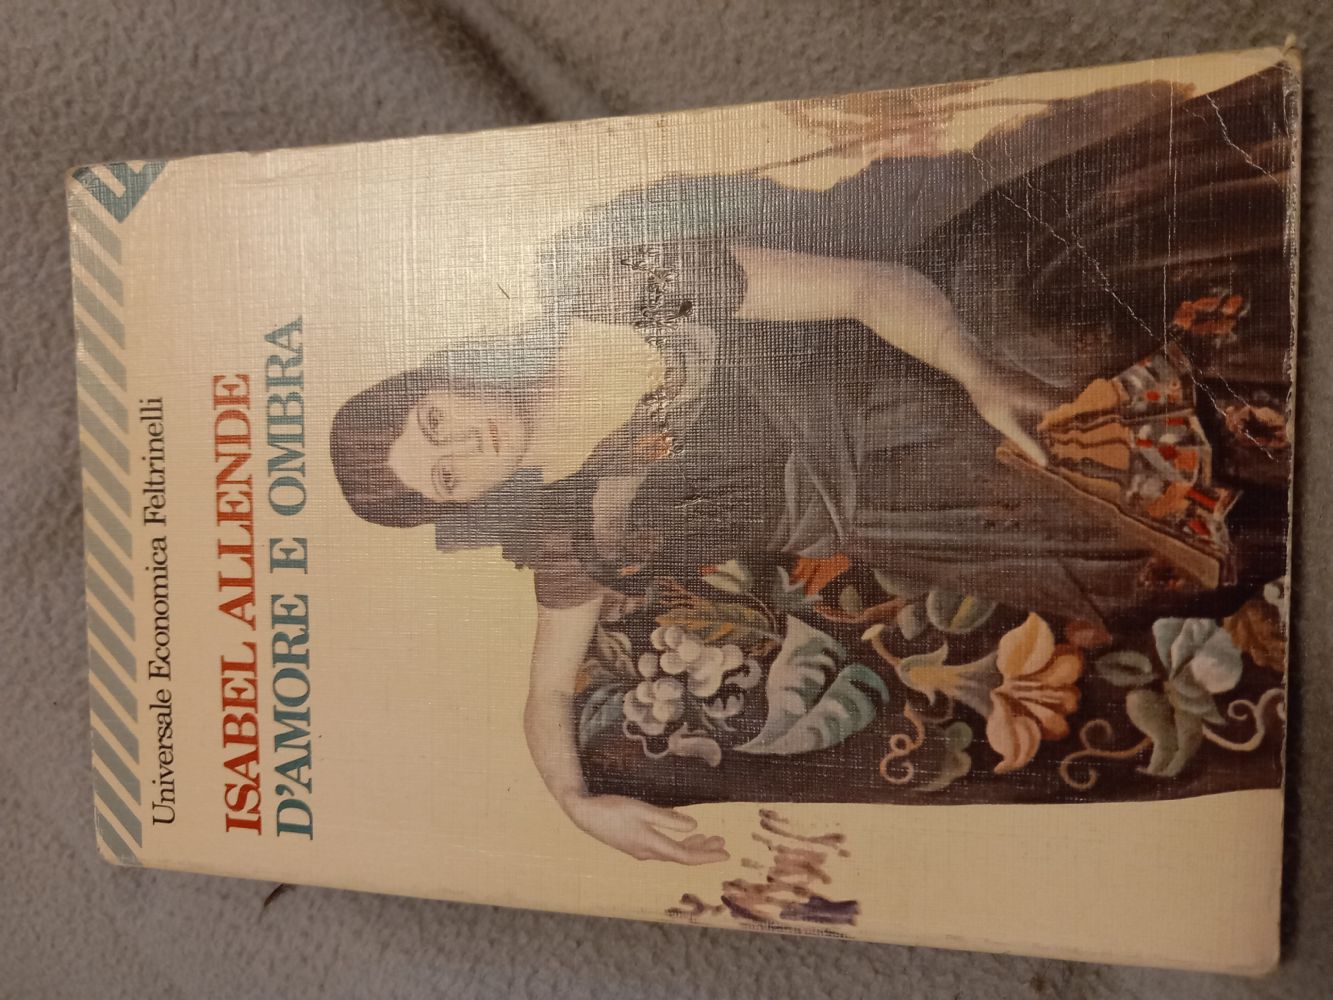 Universale Economica Feltrinelli
ISABEL ALLENDE
D'AMORE E OMBRA